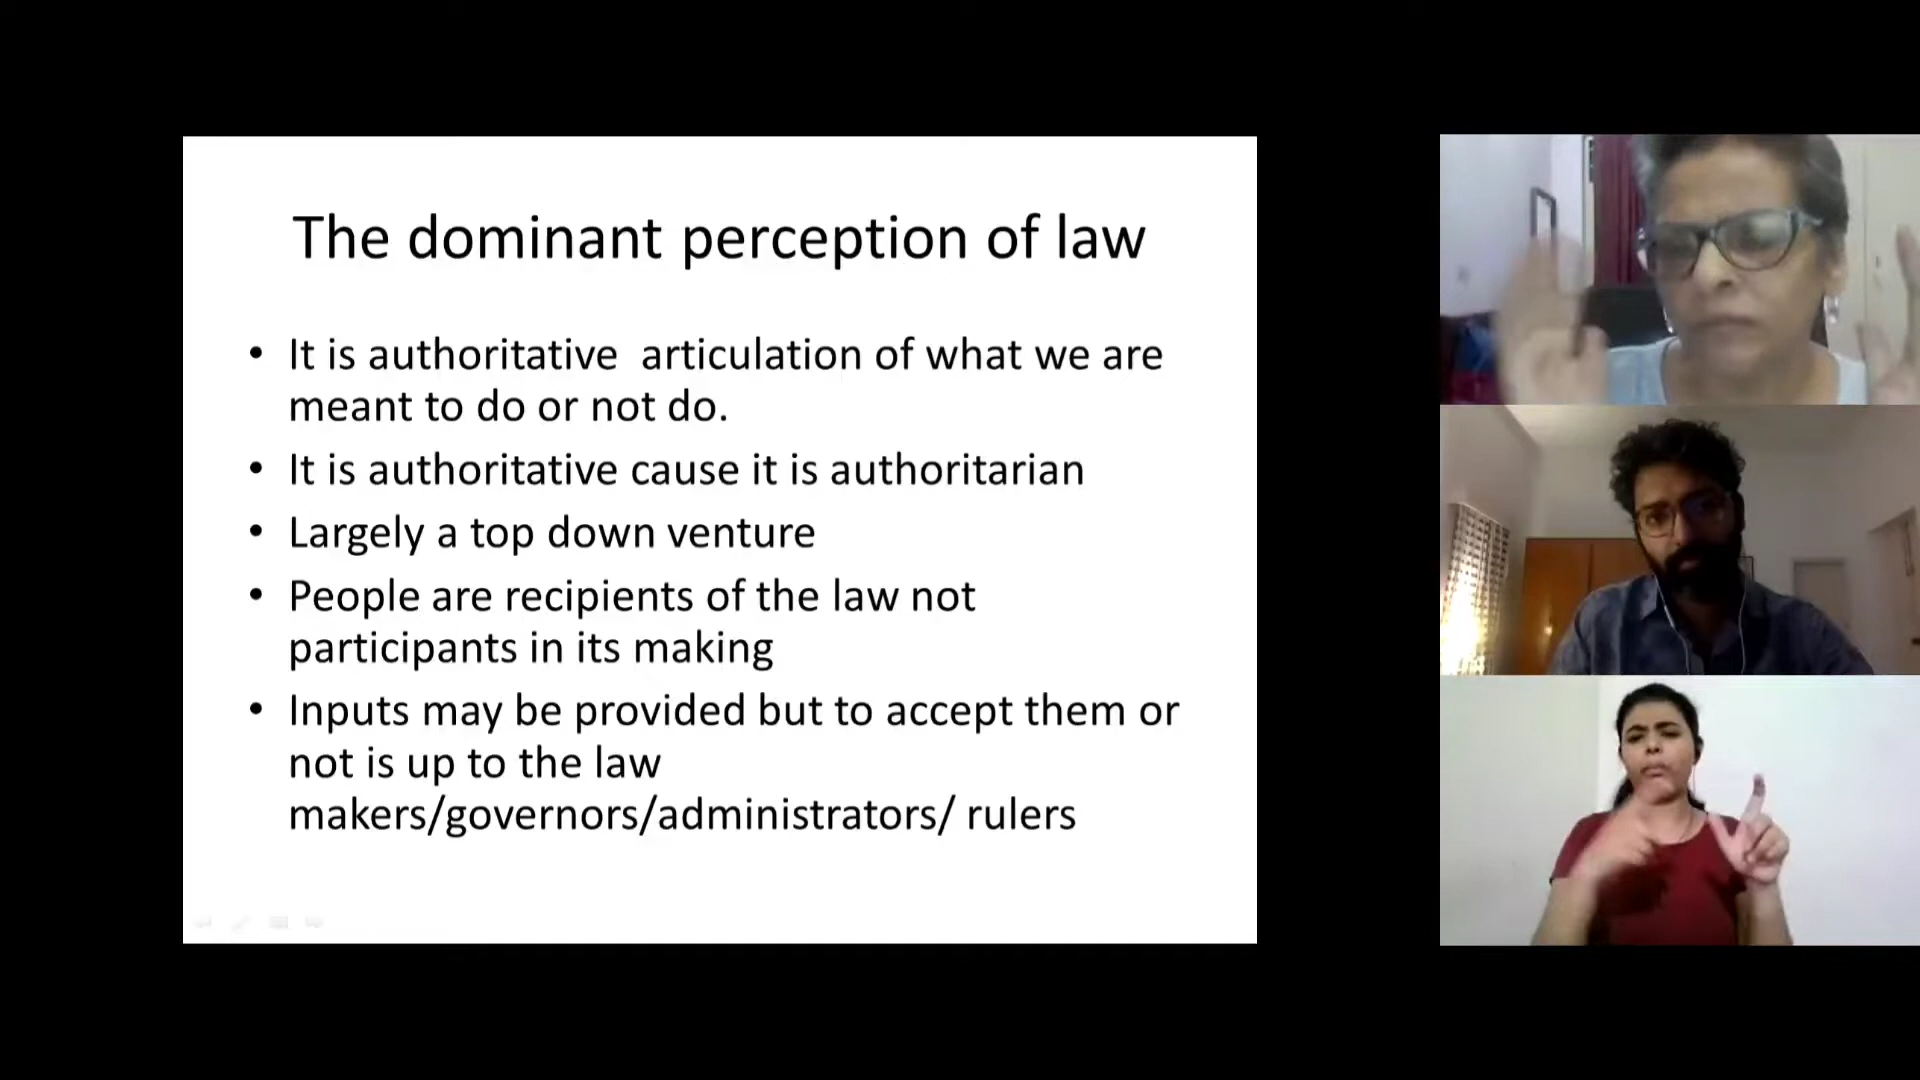 The dominant perception of law
• It is authoritative  articulation of what we are
meant to do or not do.
• It is authoritative cause it is authoritarian
• Largely a top down venture
• People are recipients of the law not
participants in its making
• Inputs may be provided but to accept them or
not is up to the law
makers/governors/administrators/ rulers